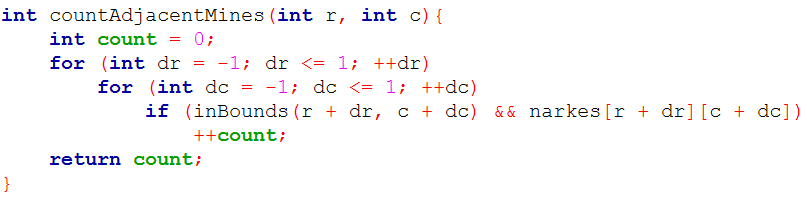 int countAdjacentMines(int r, int c){
    int count = 0;
    for (int dr = -1; dr <= 1; ++dr)
        for (int dc = -1; dc <= 1; ++dc)
            if (inBounds(r + dr, c + dc) && narkes[r + dr][c + dc])
                ++count;
    return count;
}